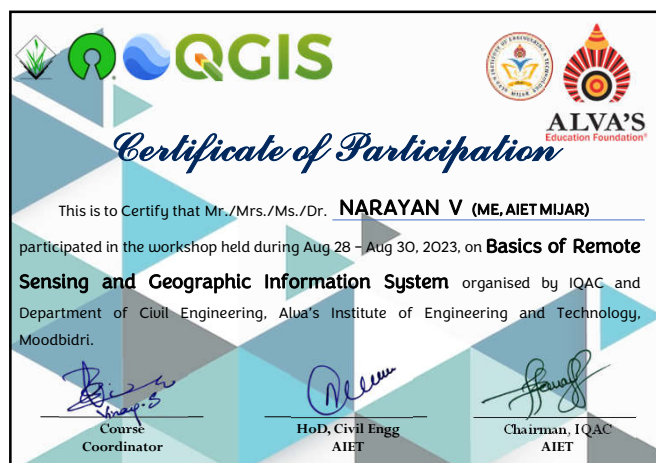 QGIS
ALVA'S
Education Foundation®
Certificate of Participation
This is to Certify that Mr./Mrs./Ms./Dr. NARAYAN V (ME, AIET MIJAR)
participated in the workshop held during Aug 28 – Aug 30, 2023, on Basics of Remote
Sensing and Geographic Information System organised by IQAC and
Department of Civil Engineering, Alva's Institute of Engineering and Technology,
Moodbidri.
Vinay.S
Course
Coordinator
HoD, Civil Engg
AIET
Chairman, IQAC
AIET